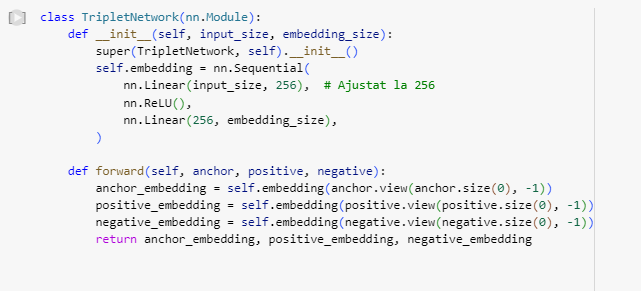 class TripletNetwork(nn.Module):
    def __init__(self, input_size, embedding_size):
        super(TripletNetwork, self).__init__()
        self.embedding = nn.Sequential(
            nn.Linear(input_size, 256),  # Ajustat la 256
            nn.ReLU(),
            nn.Linear(256, embedding_size),
        )
    def forward(self, anchor, positive, negative):
        anchor_embedding = self.embedding(anchor.view(anchor.size(0), -1))
        positive_embedding = self.embedding(positive.view(positive.size(0), -1))
        negative_embedding = self.embedding(negative.view(negative.size(0), -1))
        return anchor_embedding, positive_embedding, negative_embedding